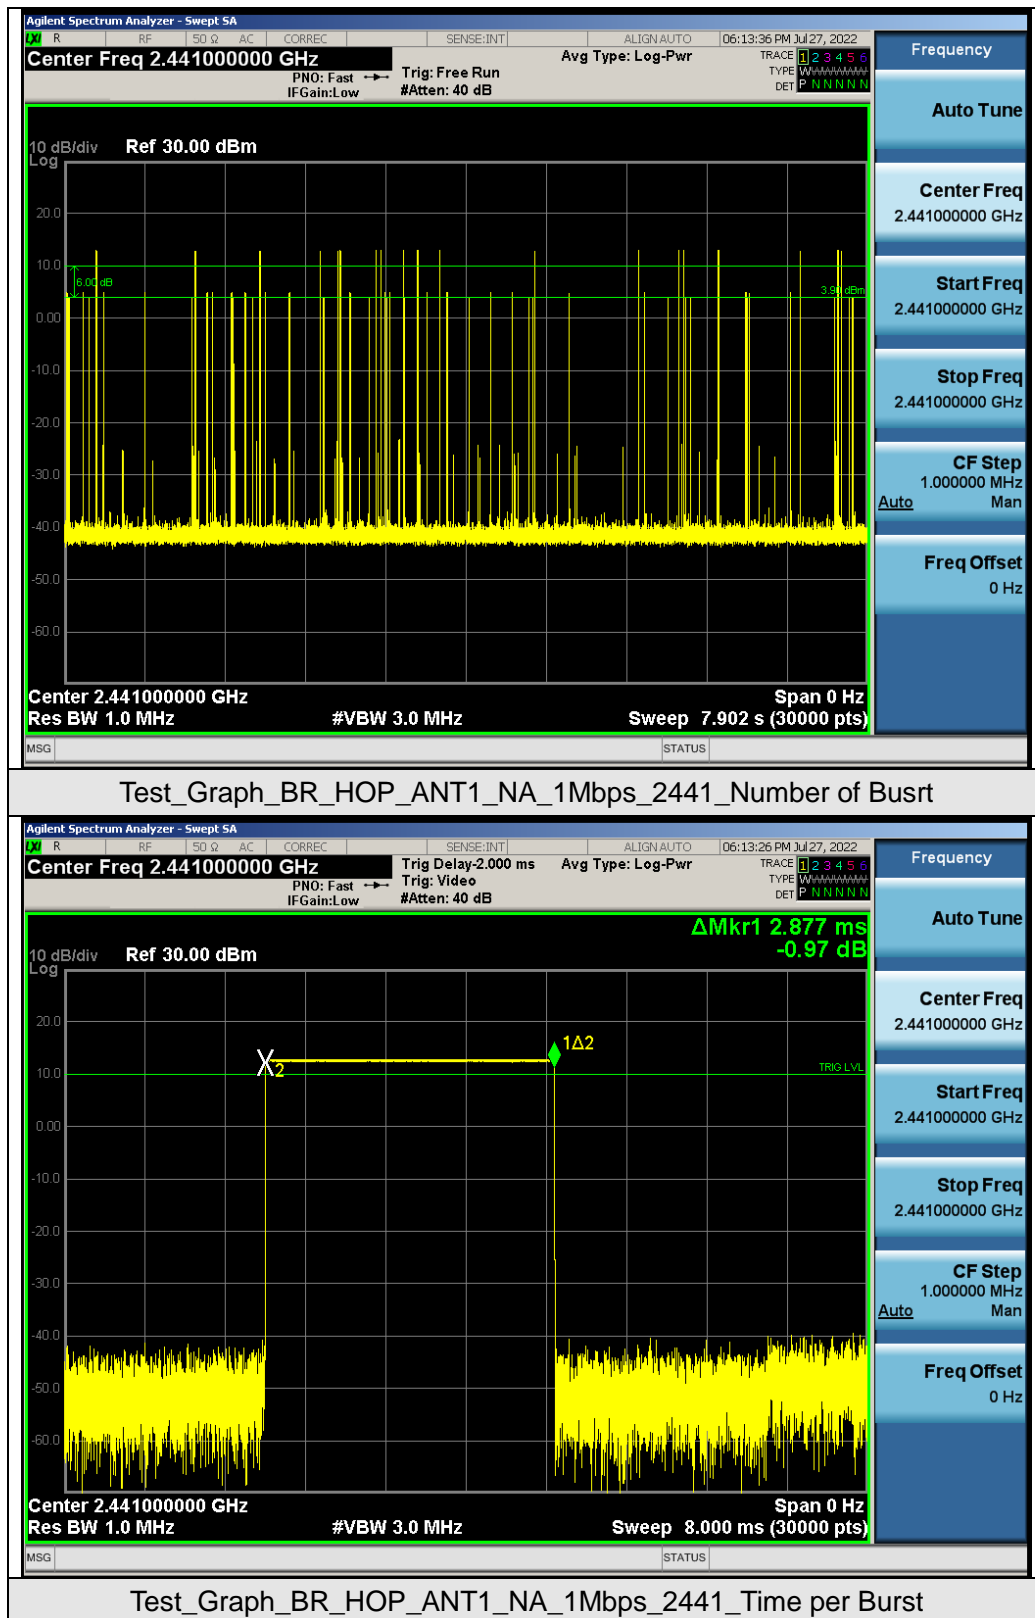 Agilent Spectrum Analyzer - Swept SA
LXI R RF 50 Ω AC CORREC SENSE:INT ALIGN AUTO 06:13:36 PM Jul 27, 2022
Center Freq 2.441000000 GHz
PNO: Fast
IFGain:Low
Trig: Free Run
#Atten: 40 dB
Avg Type: Log-Pwr
TRACE 1 2 3 4 5 6
TYPE WWWWWW
DET P N N N N N
10 dB/div
Log
Ref 30.00 dBm
20.0
10.0
6.00 dB
3.90 dBm
0.00
-10.0
-20.0
-30.0
-40.0
-50.0
-60.0
Center 2.441000000 GHz
Span 0 Hz
Res BW 1.0 MHz
#VBW 3.0 MHz
Sweep 7.902 s (30000 pts)
MSG
STATUS
Frequency
Auto Tune
Center Freq
2.441000000 GHz
Start Freq
2.441000000 GHz
Stop Freq
2.441000000 GHz
CF Step
1.000000 MHz
Auto Man
Freq Offset
0 Hz
Test_Graph_BR_HOP_ANT1_NA_1Mbps_2441_Number of Busrt
Agilent Spectrum Analyzer - Swept SA
LXI R RF 50 Ω AC CORREC SENSE:INT ALIGN AUTO 06:13:26 PM Jul 27, 2022
Center Freq 2.441000000 GHz
PNO: Fast
IFGain:Low
Trig Delay-2.000 ms
Trig: Video
#Atten: 40 dB
Avg Type: Log-Pwr
TRACE 1 2 3 4 5 6
TYPE WWWWWW
DET P N N N N N
ΔMkr1 2.877 ms
-0.97 dB
10 dB/div
Log
Ref 30.00 dBm
20.0
1Δ2
2
TRIG LVL
10.0
0.00
-10.0
-20.0
-30.0
-40.0
-50.0
-60.0
Center 2.441000000 GHz
Span 0 Hz
Res BW 1.0 MHz
#VBW 3.0 MHz
Sweep 8.000 ms (30000 pts)
MSG
STATUS
Frequency
Auto Tune
Center Freq
2.441000000 GHz
Start Freq
2.441000000 GHz
Stop Freq
2.441000000 GHz
CF Step
1.000000 MHz
Auto Man
Freq Offset
0 Hz
Test_Graph_BR_HOP_ANT1_NA_1Mbps_2441_Time per Burst